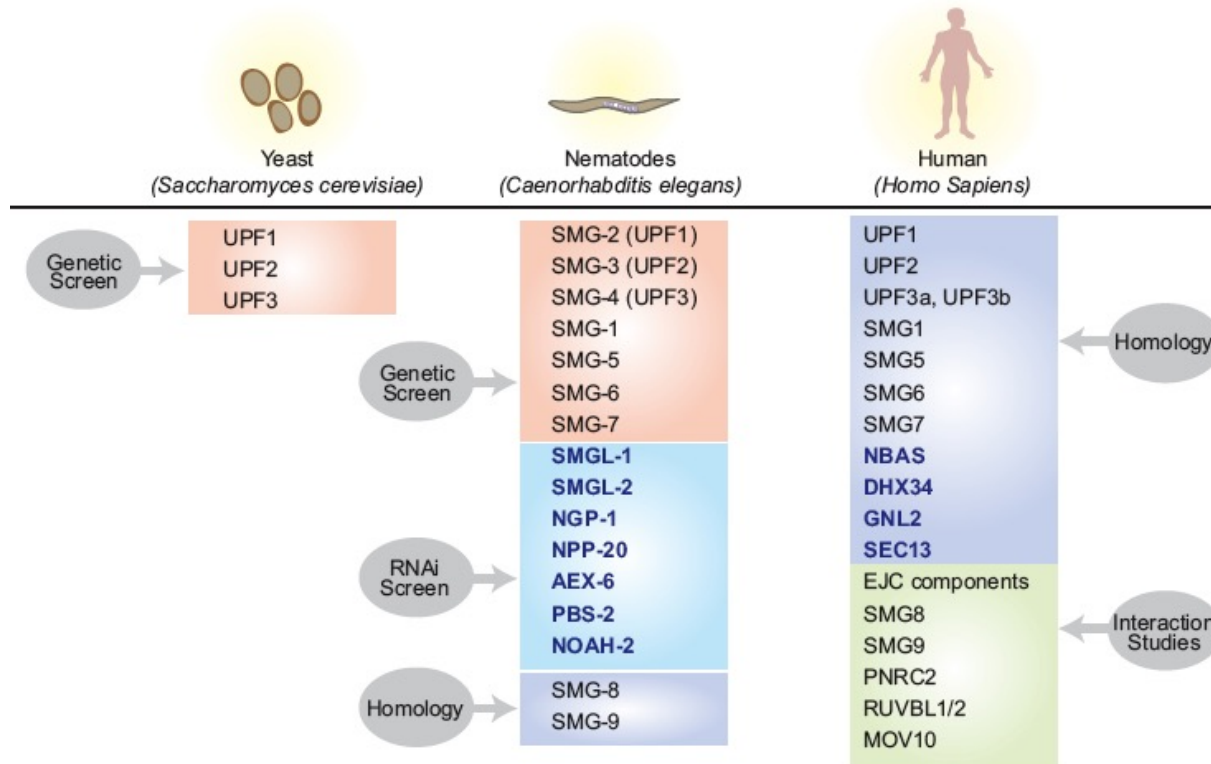 Yeast
(Saccharomyces cerevisiae)
Nematodes
(Caenorhabditis elegans)
Human
(Homo Sapiens)
Genetic
Screen
UPF1
UPF2
UPF3
Genetic
Screen
SMG-2 (UPF1)
SMG-3 (UPF2)
SMG-4 (UPF3)
SMG-1
SMG-5
SMG-6
SMG-7
RNAi
Screen
SMGL-1
SMGL-2
NGP-1
NPP-20
AEX-6
PBS-2
NOAH-2
Homology
SMG-8
SMG-9
UPF1
UPF2
UPF3a, UPF3b
SMG1
SMG5
SMG6
SMG7
NBAS
DHX34
GNL2
SEC13
Homology
EJC components
SMG8
SMG9
PNRC2
RUVBL1/2
MOV10
Interaction
Studies